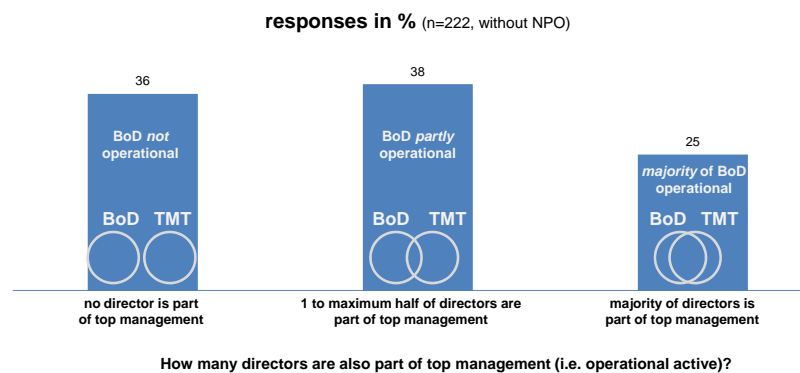 responses in % (n=222, without NPO)
36
BoD not
operational
BoD TMT
no director is part
of top management
38
BoD partly
operational
BoD TMT
1 to maximum half of directors are
part of top management
25
majority of BoD
operational
BoD TMT
majority of directors is
part of top management
How many directors are also part of top management (i.e. operational active)?